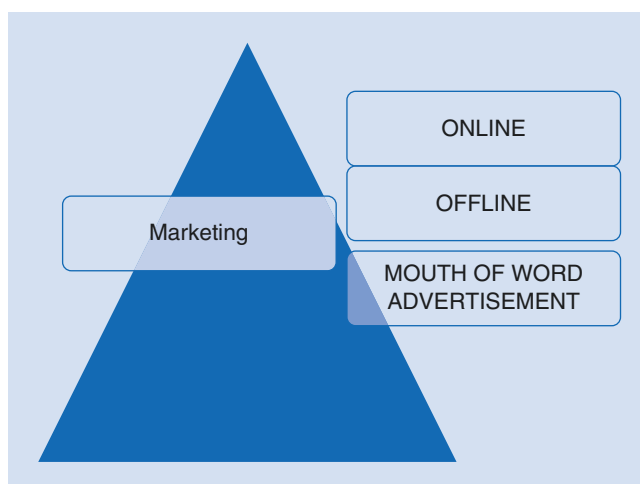 ONLINE
OFFLINE
Marketing
MOUTH OF WORD
ADVERTISEMENT